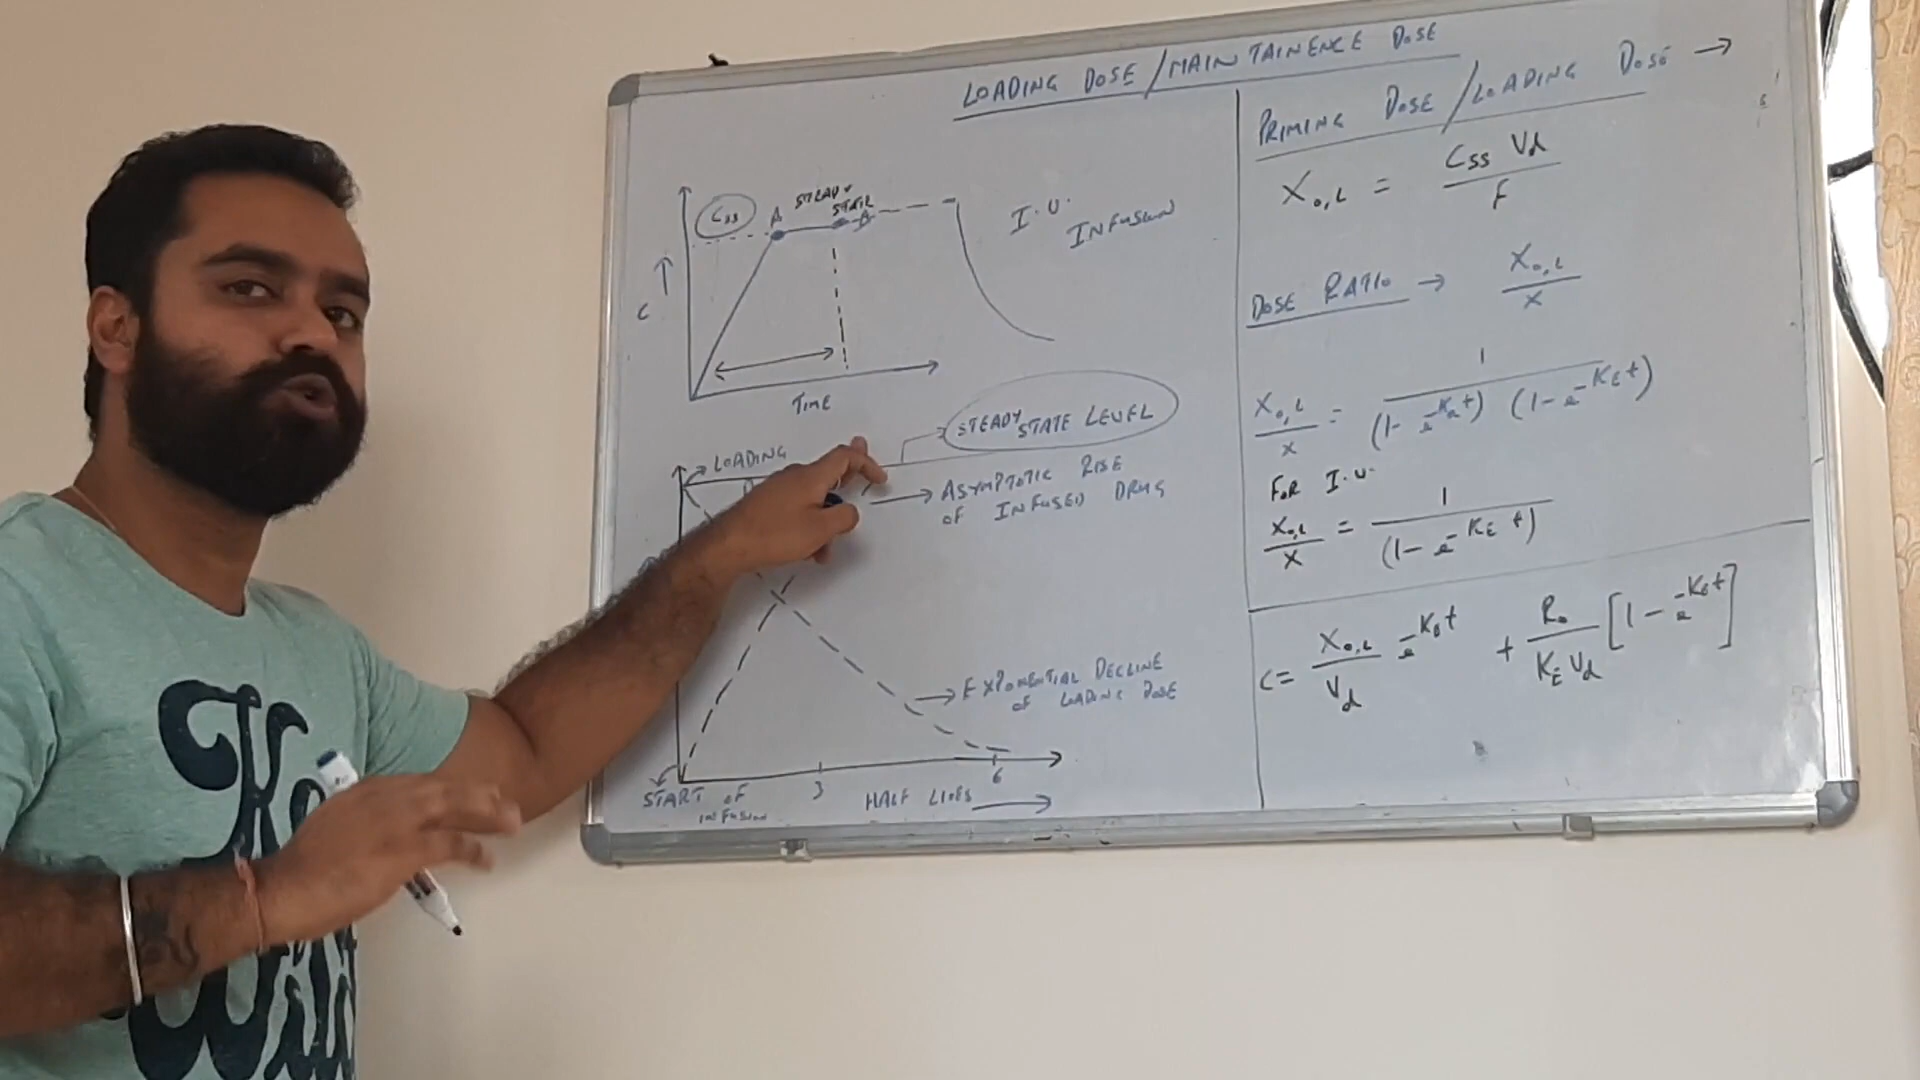 LOADING DOSE / MAINTAINENCE DOSE
Css
A
STEADY
STATE
B
I.V.
INFUSION
C
TIME
LOADING
STEADY STATE LEVEL
ASYMPTOTIC RISE
OF INFUSED DRUG
EXPONENTIAL DECLINE
OF LOADING DOSE
START OF
INFUSION
3
6
HALF LIVES
PRIMING DOSE / LOADING DOSE →
X₀,L = Css Vd / F
DOSE RATIO → X₀,L / X
X₀,L / X = 1 / (1 - e^-Kat) (1 - e^-KEt)
FOR I.V.
X₀,L / X = 1 / (1 - e^-KEt)
C = X₀,L / Vd e^-KEt + R₀ / KE Vd [1 - e^-KEt]